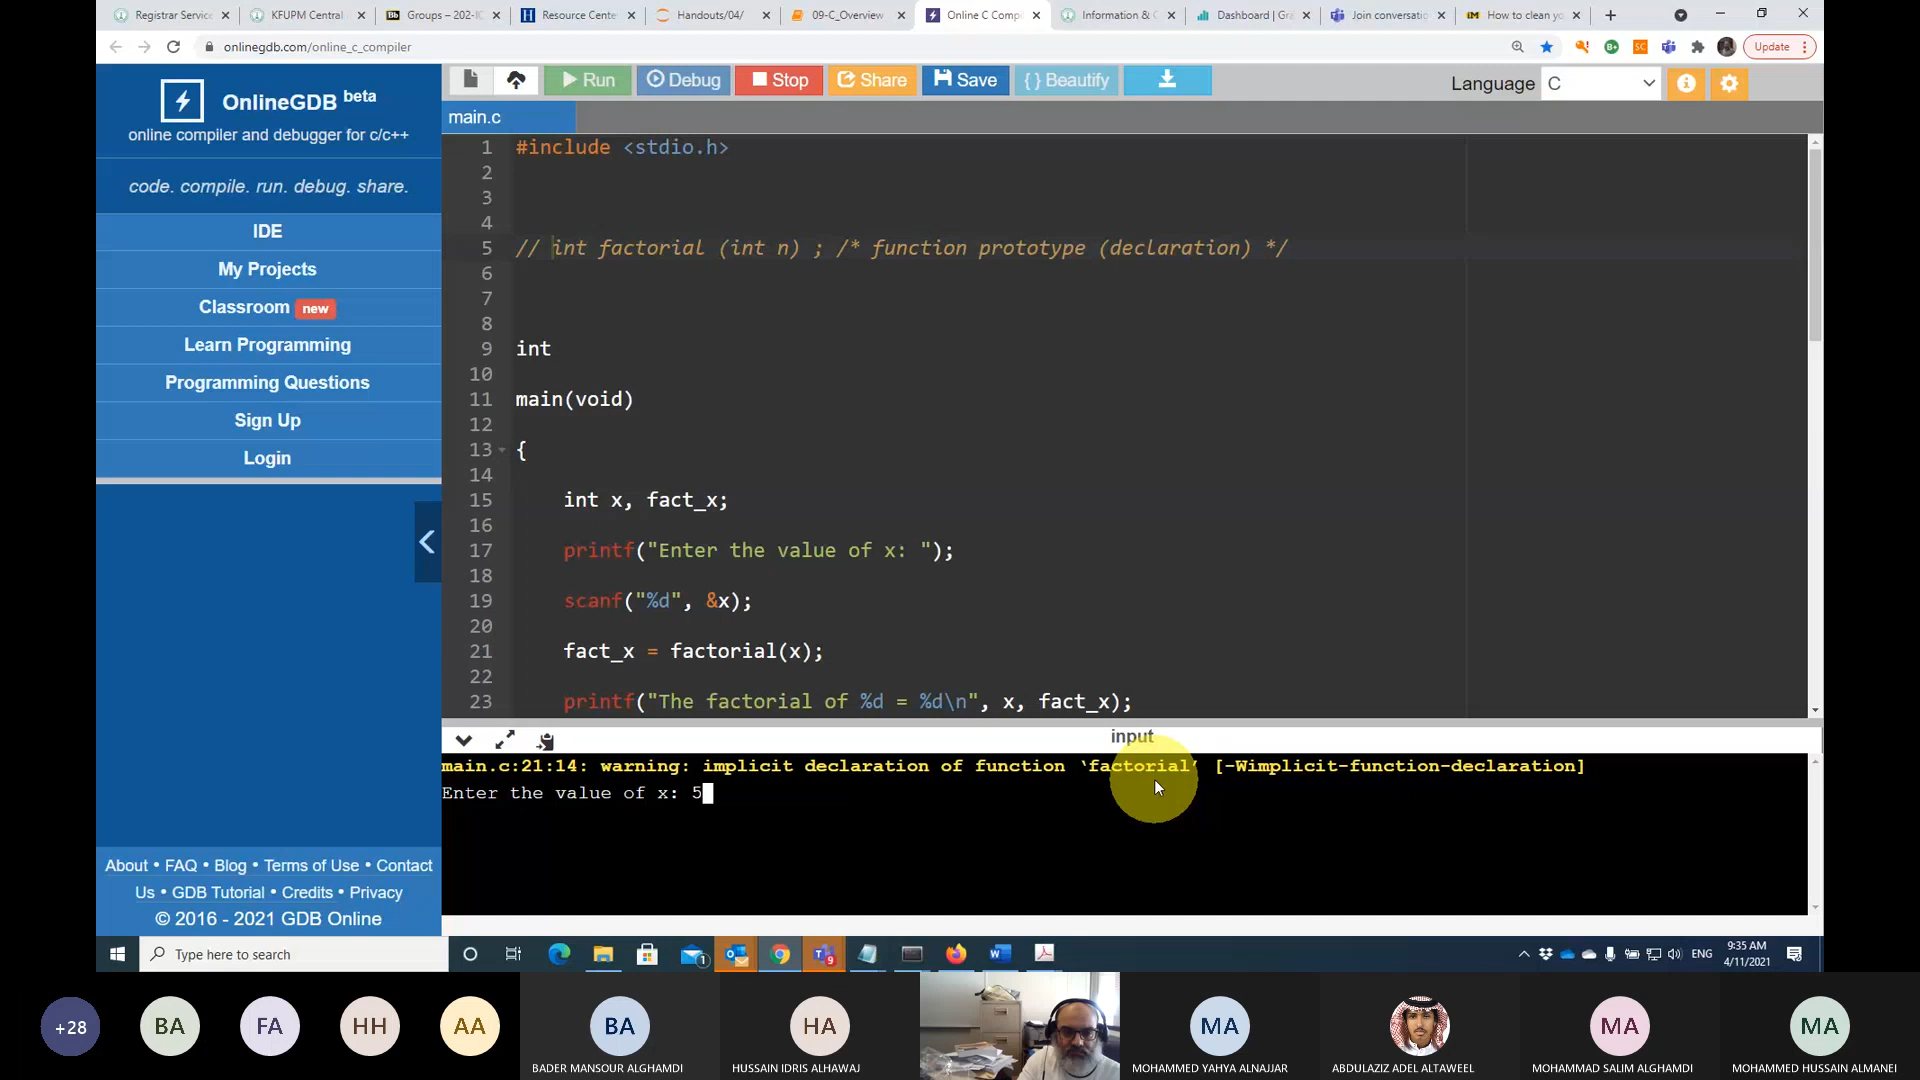 Registrar Service
KFUPM Central
Bb Groups – 202-IC
Resource Cente
Handouts/04/
09-C_Overview
Online C Compi
Information & C
Dashboard | Gra
Join conversatio
IM How to clean yo
onlinegdb.com/online_c_compiler
SC
Update
OnlineGDB beta
online compiler and debugger for c/c++
code. compile. run. debug. share.
IDE
My Projects
Classroom new
Learn Programming
Programming Questions
Sign Up
Login
About • FAQ • Blog • Terms of Use • Contact
Us • GDB Tutorial • Credits • Privacy
© 2016 - 2021 GDB Online
Run Debug Stop Share Save { } Beautify
Language C
main.c
1 #include <stdio.h>
2
3
4
5 // int factorial (int n) ; /* function prototype (declaration) */
6
7
8
9 int
10
11 main(void)
12
13 {
14
15 int x, fact_x;
16
17 printf("Enter the value of x: ");
18
19 scanf("%d", &x);
20
21 fact_x = factorial(x);
22
23 printf("The factorial of %d = %d\n", x, fact_x);
input
main.c:21:14: warning: implicit declaration of function ‘factorial’ [-Wimplicit-function-declaration]
Enter the value of x: 5
Type here to search
1
9
ENG
9:35 AM
4/11/2021
+28
BA
FA
HH
AA
BA
BADER MANSOUR ALGHAMDI
HA
HUSSAIN IDRIS ALHAWAJ
MA
MOHAMMED YAHYA ALNAJJAR
ABDULAZIZ ADEL ALTAWEEL
MA
MOHAMMAD SALIM ALGHAMDI
MA
MOHAMMED HUSSAIN ALMANEI